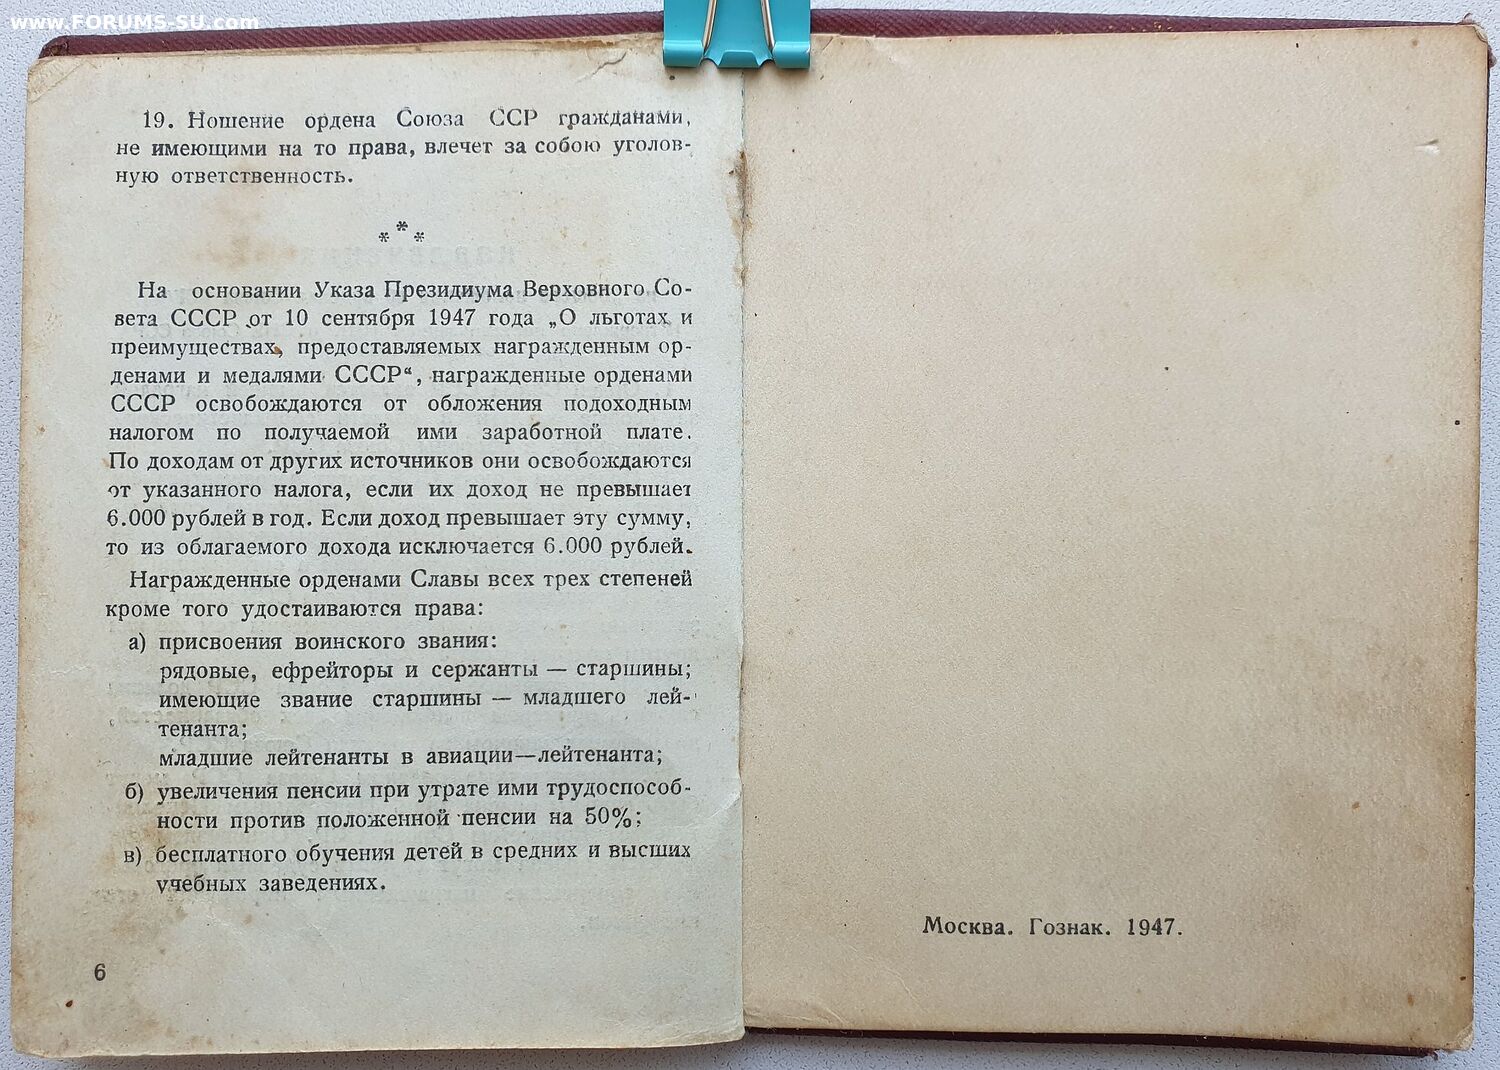 www.FORUMS-SU.com
19. Ношение ордена Союза ССР гражданами,
не имеющими на то права, влечет за собою уголов-
ную ответственность.
* * *
На основании Указа Президиума Верховного Со-
вета СССР от 10 сентября 1947 года „О льготах и
преимуществах, предоставляемых награжденным ор-
денами и медалями СССР“, награжденные орденами
СССР освобождаются от обложения подоходным
налогом по получаемой ими заработной плате.
По доходам от других источников они освобождаются
от указанного налога, если их доход не превышает
6.000 рублей в год. Если доход превышает эту сумму,
то из облагаемого дохода исключается 6.000 рублей.
Награжденные орденами Славы всех трех степеней
кроме того удостаиваются права:
а) присвоения воинского звания:
рядовые, ефрейторы и сержанты — старшины;
имеющие звание старшины — младшего лей-
тенанта;
младшие лейтенанты в авиации—лейтенанта;
б) увеличения пенсии при утрате ими трудоспособ-
ности против положенной пенсии на 50%;
в) бесплатного обучения детей в средних и высших
учебных заведениях.
6
Москва. Гознак. 1947.